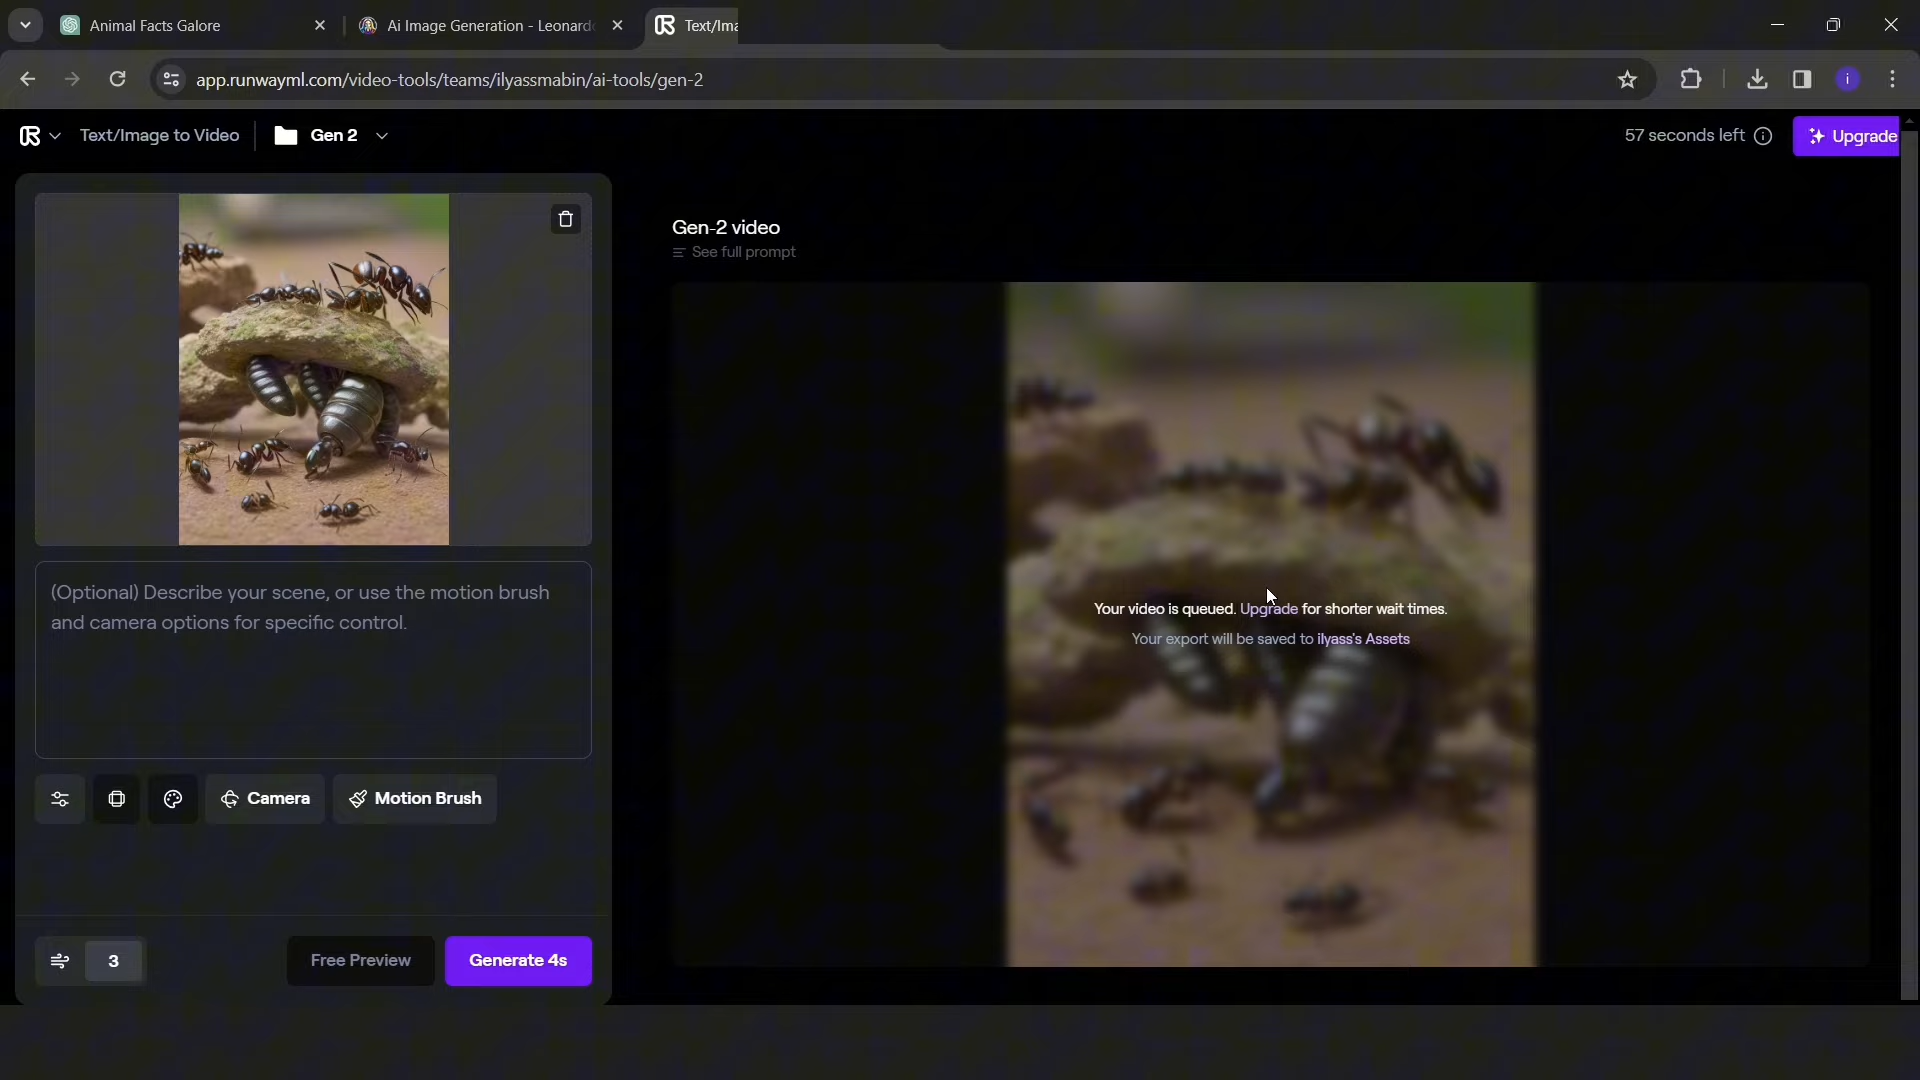 Animal Facts Galore
Ai Image Generation - Leonardo
Text/Ima
app.runwayml.com/video-tools/teams/ilyassmabin/ai-tools/gen-2
i
Text/Image to Video
Gen 2
57 seconds left
Upgrade
Gen-2 video
See full prompt
Your video is queued. Upgrade for shorter wait times.
Your export will be saved to ilyass's Assets
(Optional) Describe your scene, or use the motion brush
and camera options for specific control.
Camera
Motion Brush
3
Free Preview
Generate 4s